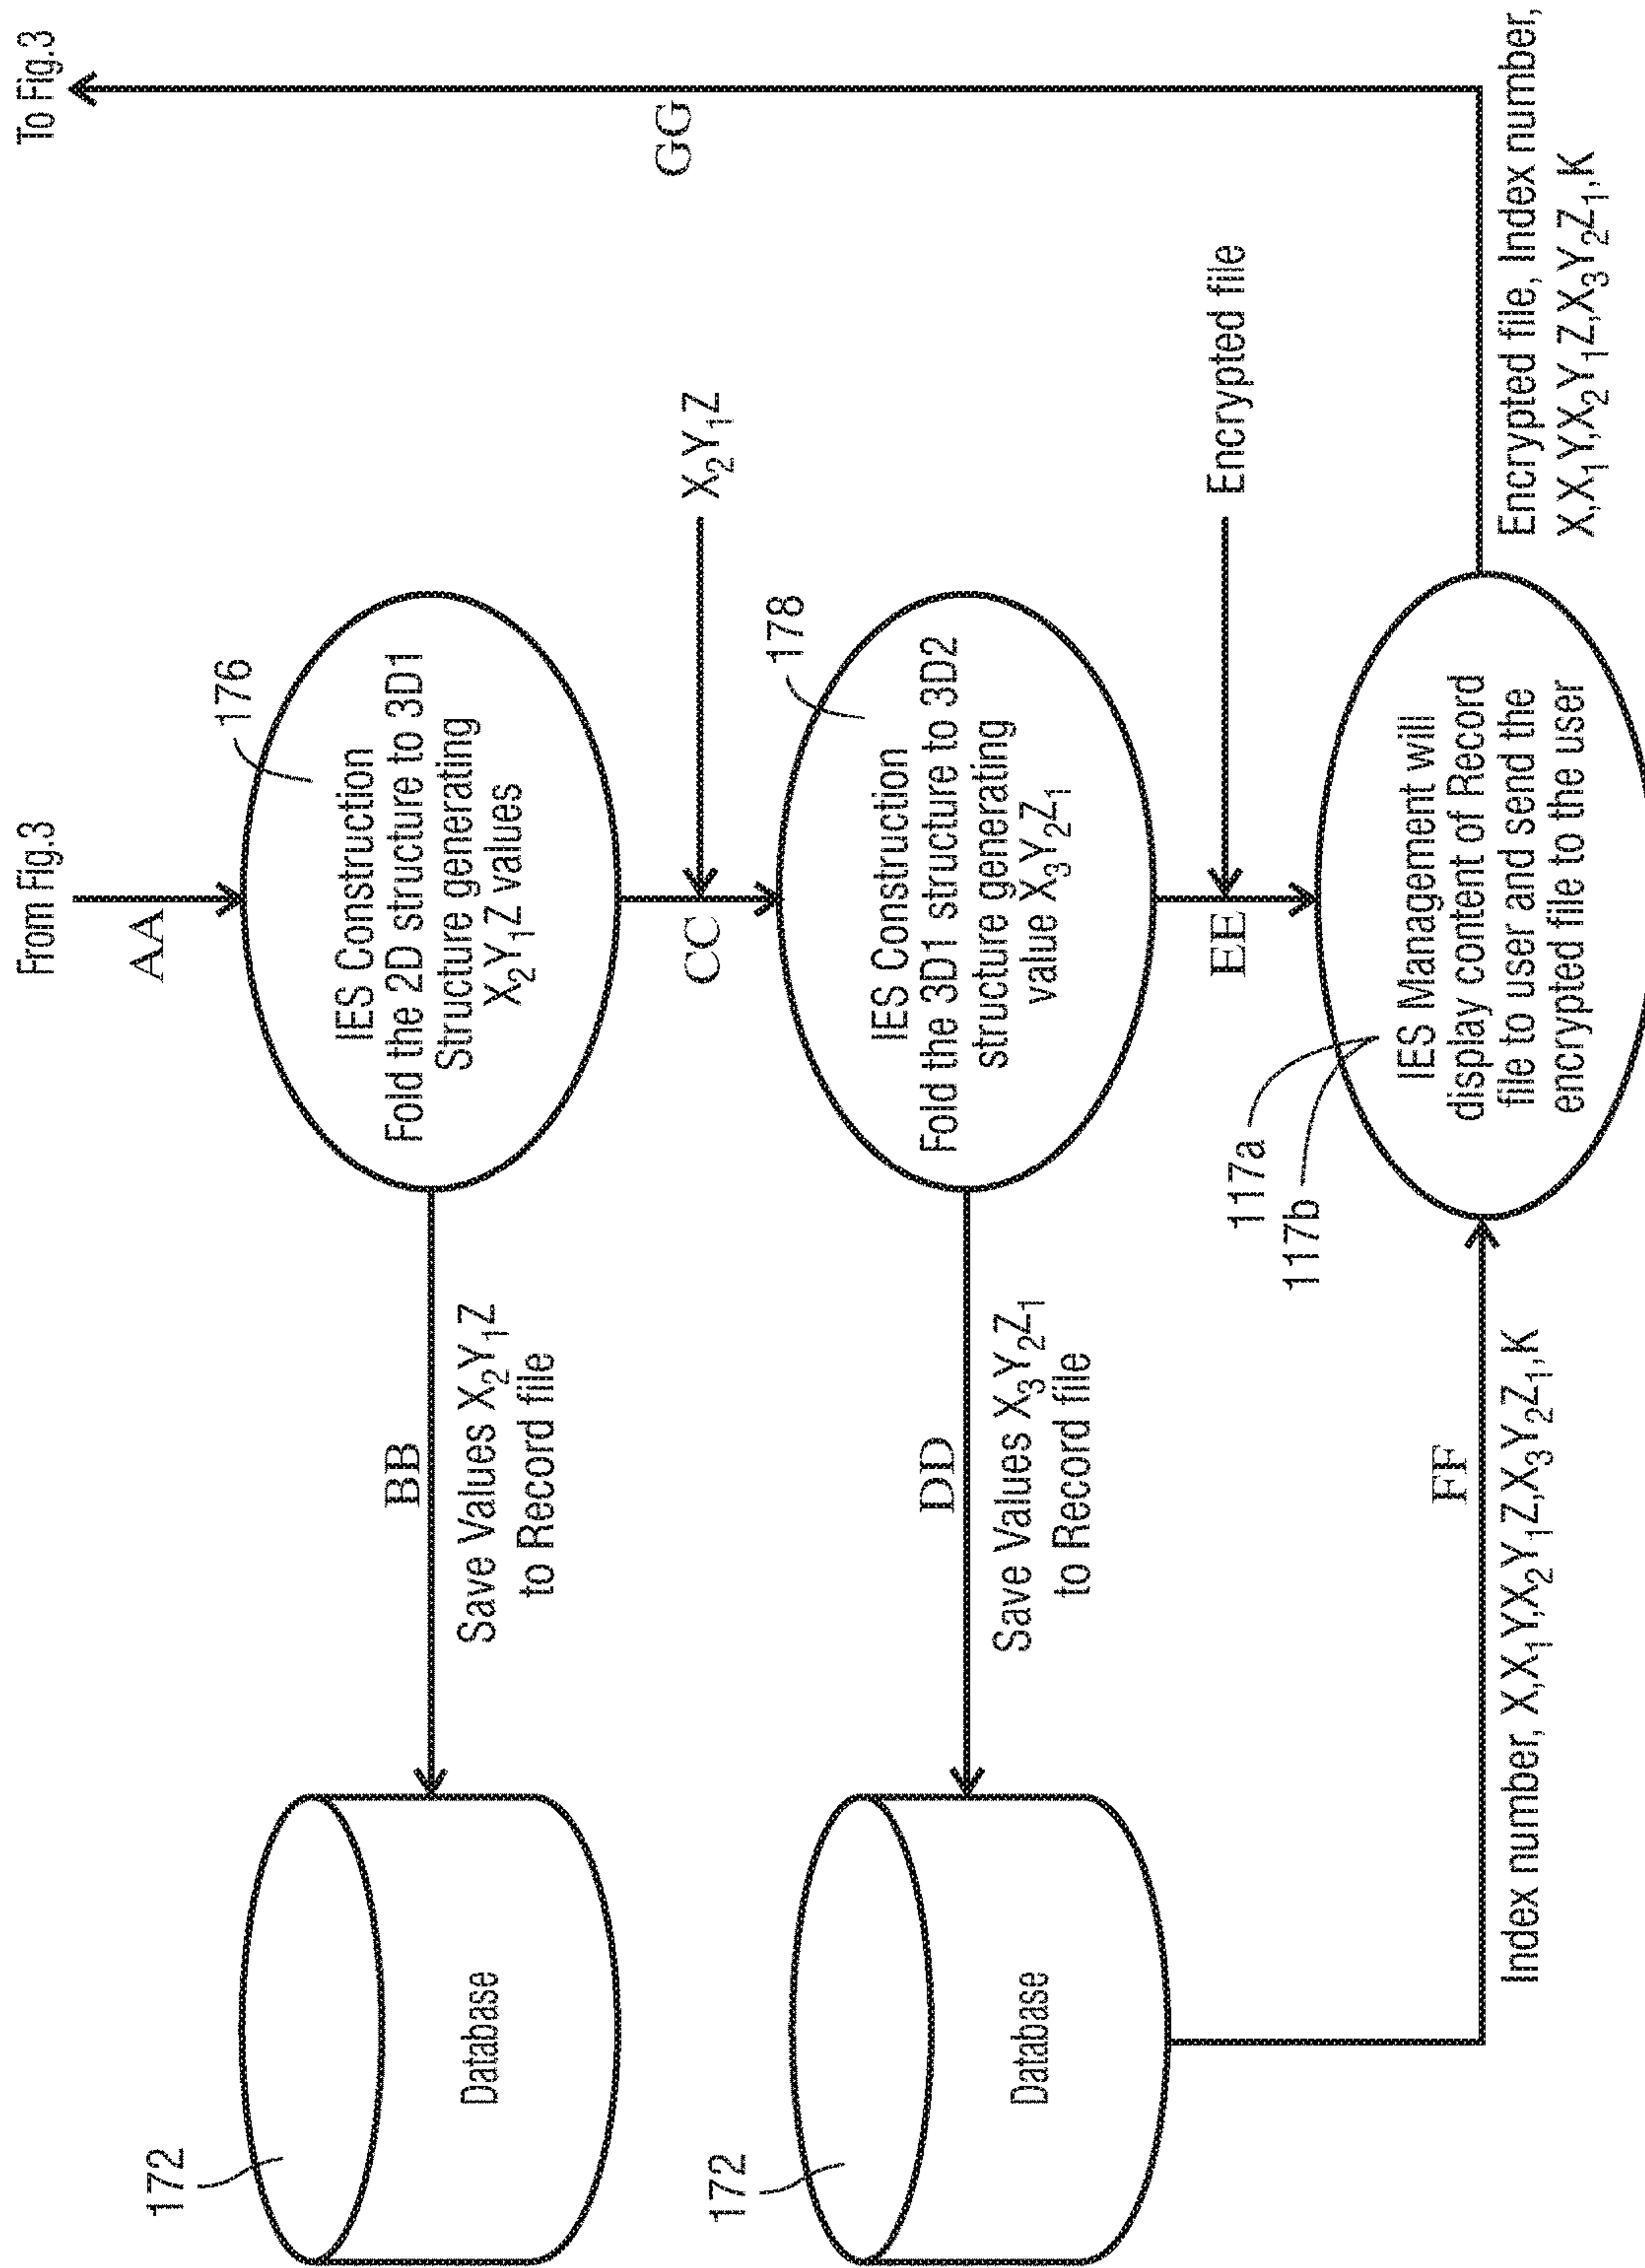 From Fig.3
To Fig.3
AA
172
176
IES Construction
Fold the 2D structure to 3D1
Structure generating
X₂Y₁Z values
Database
BB
Save Values X₂Y₁Z
to Record file
GG
CC
X₂Y₁Z
172
178
IES Construction
Fold the 3D1 structure to 3D2
structure generating
value X₃Y₂Z₁
Database
DD
Save Values X₃Y₂Z₁
to Record file
EE
Encrypted file
117a
117b
IES Management will
display content of Record
file to user and send the
encrypted file to the user
FF
Index number, X,X₁Y,X₂Y₁Z,X₃Y₂Z₁,K
Encrypted file, Index number,
X,X₁Y,X₂Y₁Z,X₃Y₂Z₁,K